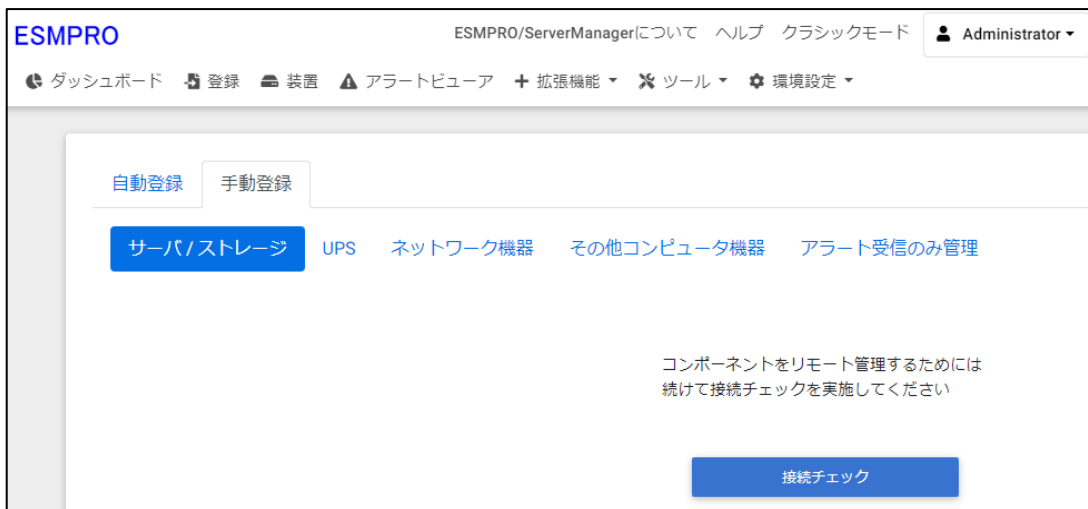 ESMPRO
ESMPRO/ServerManagerについて ヘルプ クラシックモード Administrator
ダッシュボード 登録 装置 アラートビューア 拡張機能 ツール 環境設定
自動登録 手動登録
サーバ / ストレージ UPS ネットワーク機器 その他コンピュータ機器 アラート受信のみ管理
コンポーネントをリモート管理するためには
続けて接続チェックを実施してください
接続チェック